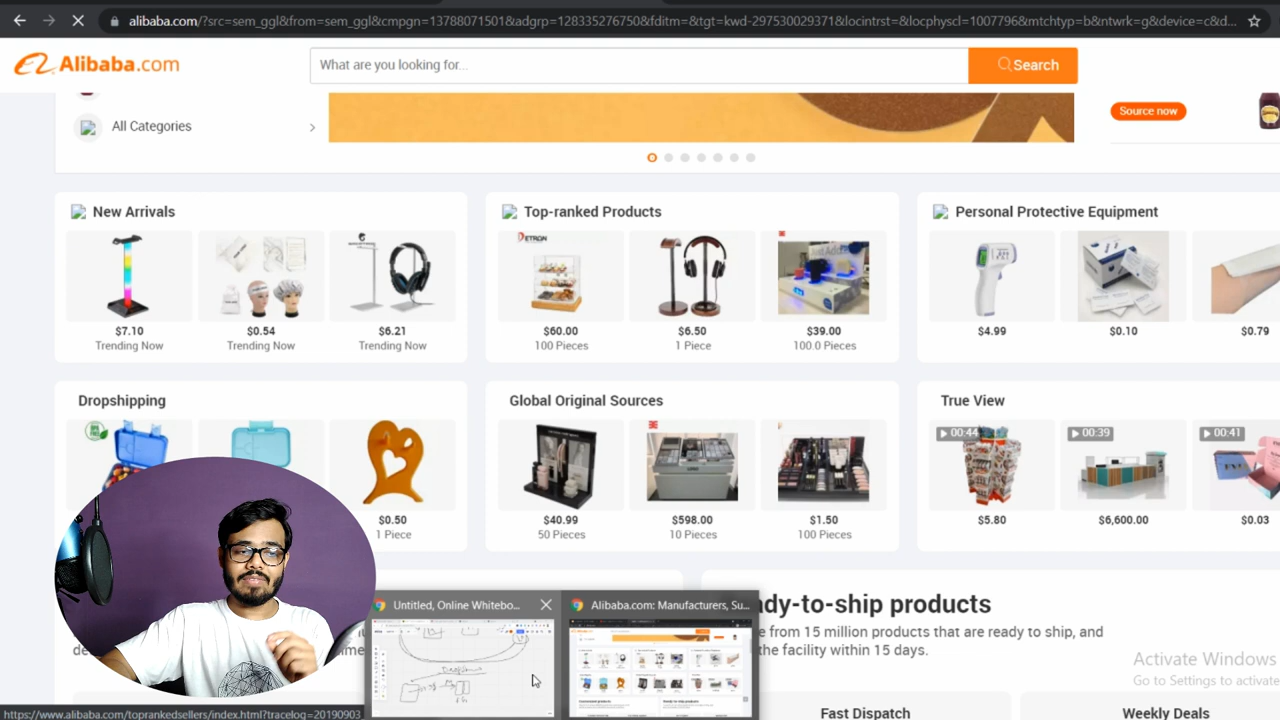 alibaba.com/?src=sem_ggl&from=sem_ggl&cmpgn=13788071501&adgrp=128335276750&fditm=&tgt=kwd-297530029371&locintrst=&locphyscl=1007796&mtchtyp=b&ntwrk=g&device=c&d...
Alibaba.com
What are you looking for...
Search
All Categories
Source now
New Arrivals
$7.10
Trending Now
$0.54
Trending Now
$6.21
Trending Now
Top-ranked Products
DETRON
$60.00
100 Pieces
$6.50
1 Piece
$39.00
100.0 Pieces
Personal Protective Equipment
$4.99
$0.10
$0.79
Dropshipping
$0.50
1 Piece
Global Original Sources
$40.99
50 Pieces
$598.00
10 Pieces
$1.50
100 Pieces
True View
00:44
00:39
00:41
$5.80
$6,600.00
$0.03
Untitled, Online Whitebo...
Alibaba.com: Manufacturers, Su...
dy-to-ship products
e from 15 million products that are ready to ship, and
the facility within 15 days.
Activate Windows
Go to Settings to activate
Fast Dispatch
Weekly Deals
https://www.alibaba.com/toprankedsellers/index.html?tracelog=20190903